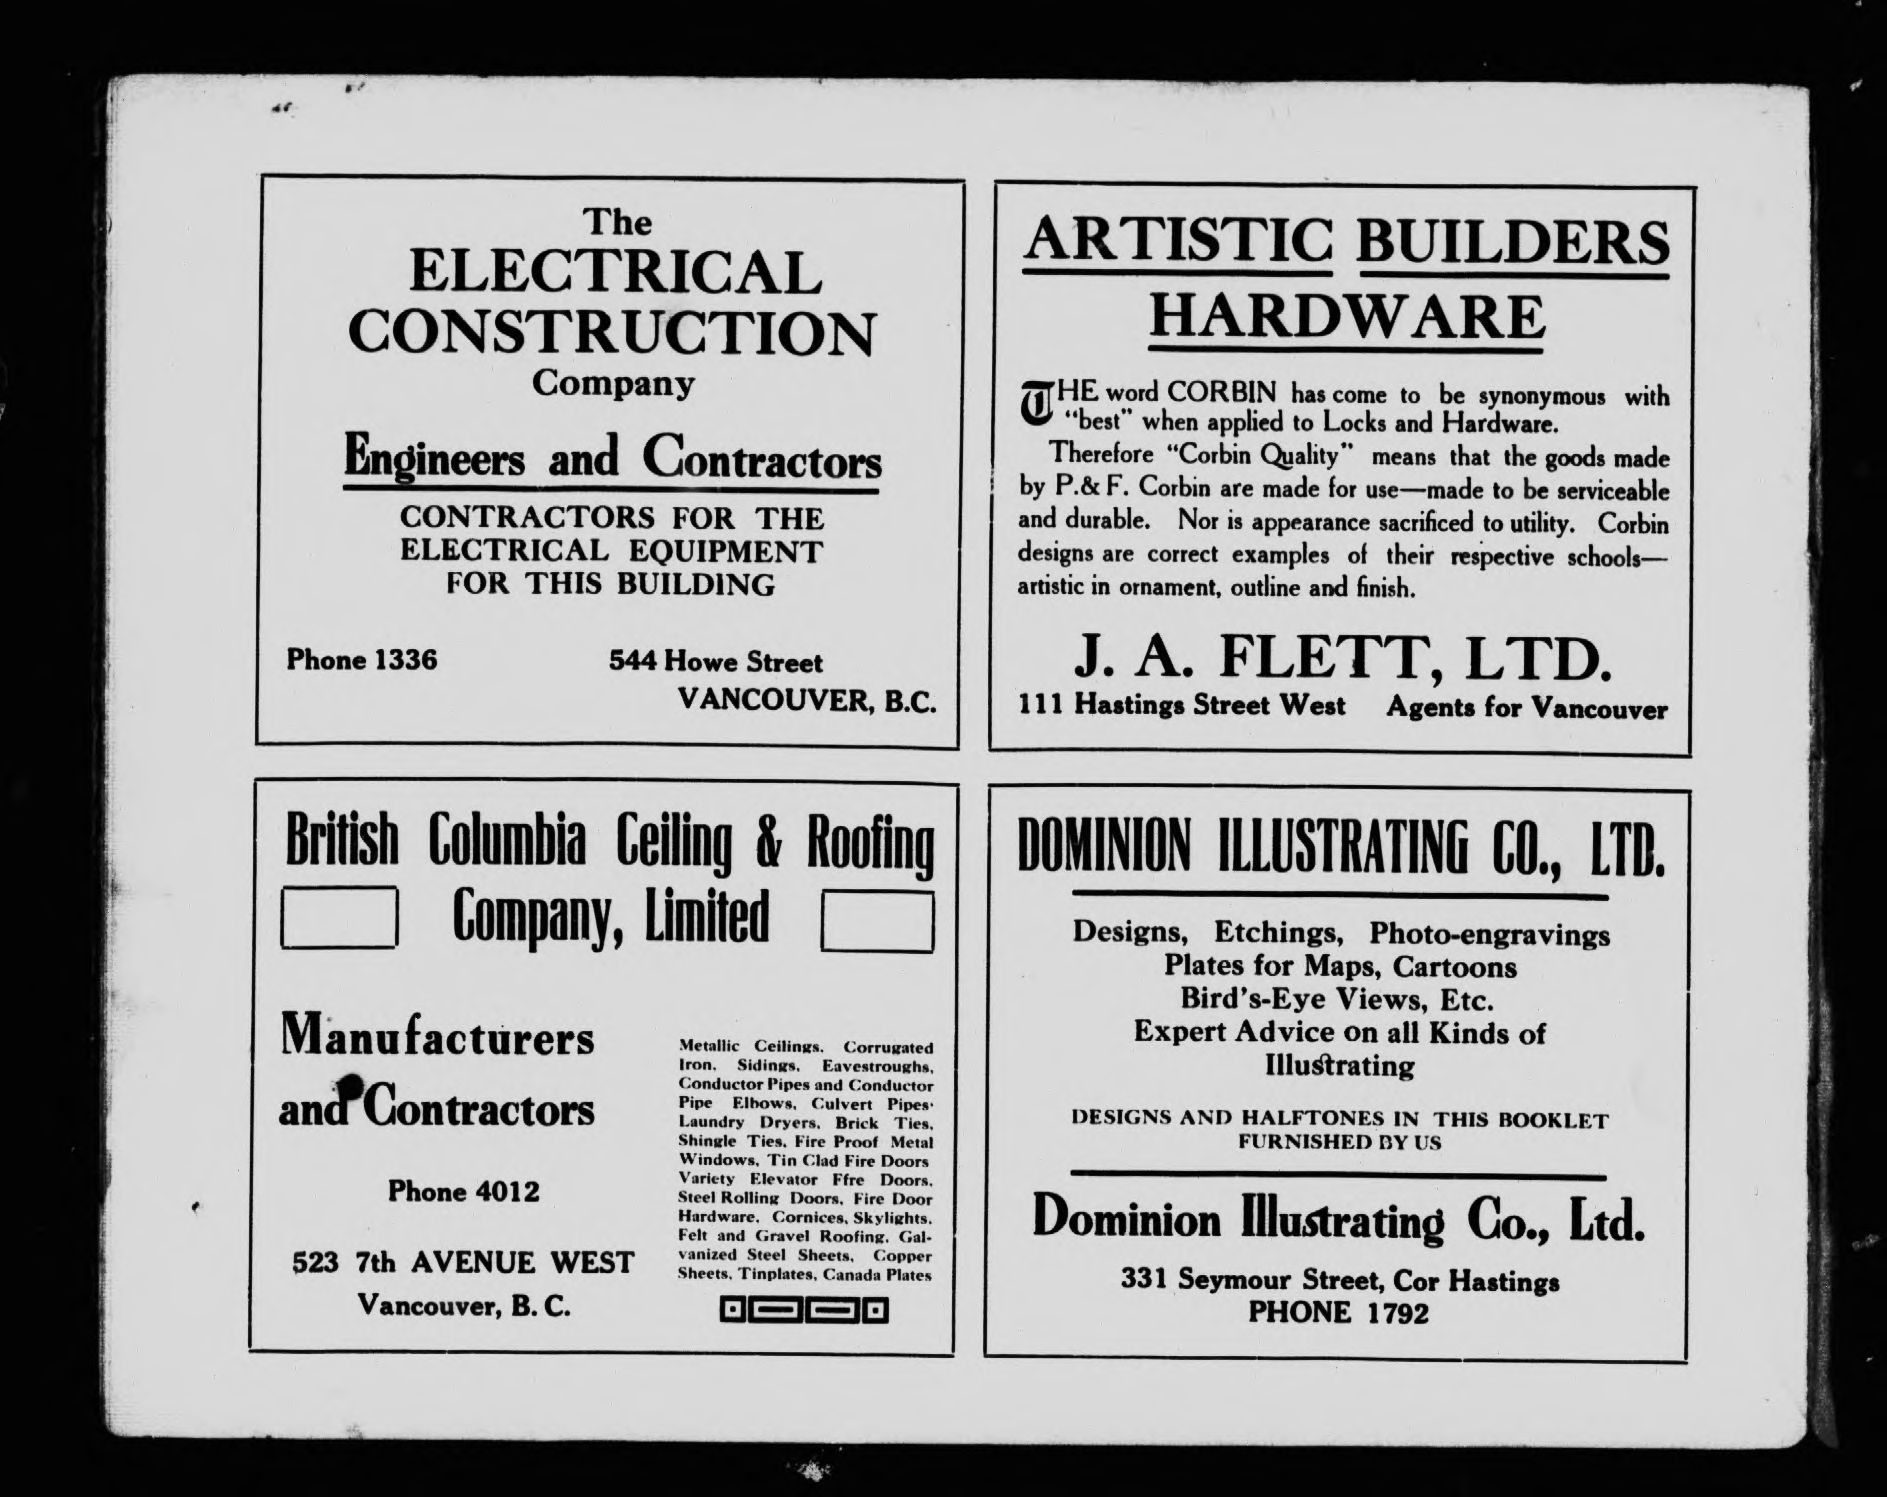 The
ELECTRICAL
CONSTRUCTION
Company
Engineers and Contractors
CONTRACTORS FOR THE
ELECTRICAL EQUIPMENT
FOR THIS BUILDING
Phone 1336 544 Howe Street
VANCOUVER, B.C.
ARTISTIC BUILDERS
HARDWARE
THE word CORBIN has come to be synonymous with
"best" when applied to Locks and Hardware.
Therefore "Corbin Quality" means that the goods made
by P.& F. Corbin are made for use—made to be serviceable
and durable. Nor is appearance sacrificed to utility. Corbin
designs are correct examples of their respective schools—
artistic in ornament, outline and finish.
J. A. FLETT, LTD.
111 Hastings Street West Agents for Vancouver
British Columbia Ceiling & Roofing
Company, Limited
Manufacturers
and Contractors
Phone 4012
523 7th AVENUE WEST
Vancouver, B. C.
Metallic Ceilings, Corrugated
Iron, Sidings, Eavestroughs,
Conductor Pipes and Conductor
Pipe Elbows, Culvert Pipes·
Laundry Dryers, Brick Ties,
Shingle Ties, Fire Proof Metal
Windows, Tin Clad Fire Doors
Variety Elevator Ffre Doors,
Steel Rolling Doors, Fire Door
Hardware, Cornices, Skylights,
Felt and Gravel Roofing, Gal-
vanized Steel Sheets, Copper
Sheets, Tinplates, Canada Plates
DOMINION ILLUSTRATING CO., LTD.
Designs, Etchings, Photo-engravings
Plates for Maps, Cartoons
Bird's-Eye Views, Etc.
Expert Advice on all Kinds of
Illustrating
DESIGNS AND HALFTONES IN THIS BOOKLET
FURNISHED BY US
Dominion Illustrating Co., Ltd.
331 Seymour Street, Cor Hastings
PHONE 1792